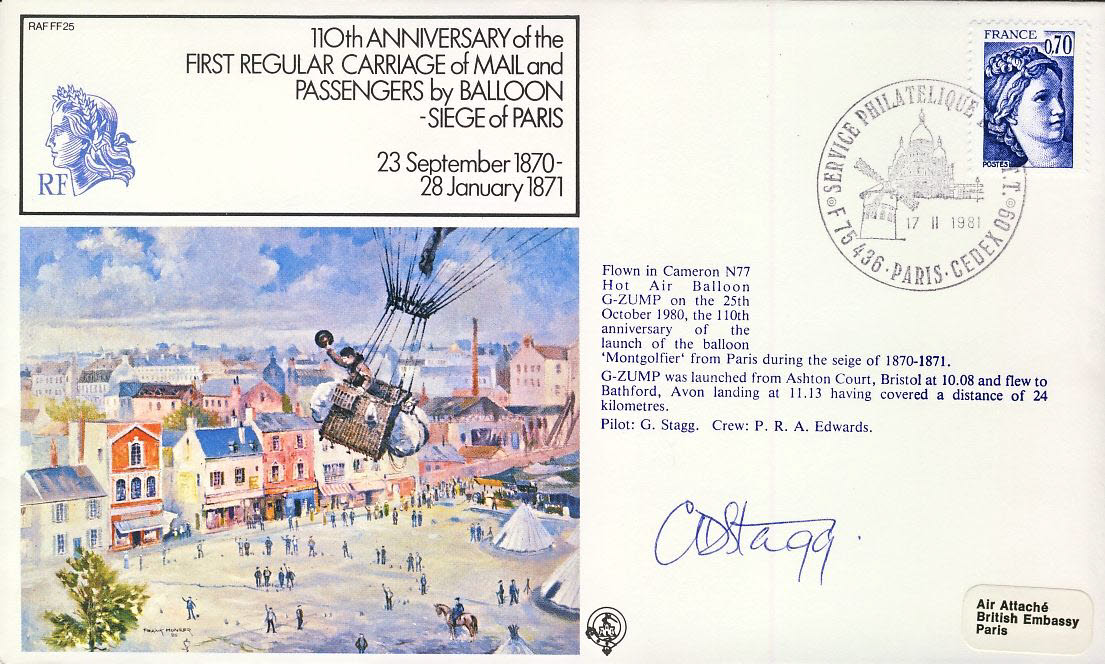 RAF FF25
110th ANNIVERSARY of the
FIRST REGULAR CARRIAGE of MAIL and
PASSENGERS by BALLOON
-SIEGE of PARIS
23 September 1870-
28 January 1871
RF
FRANCE
0,70
POSTES
SERVICE PHILATELIQUE
T.T.
F 75436 · PARIS · CEDEX 09
17 II 1981
Flown in Cameron N77
Hot Air Balloon
G-ZUMP on the 25th
October 1980, the 110th
anniversary of the
launch of the balloon
'Montgolfier' from Paris during the seige of 1870-1871.
G-ZUMP was launched from Ashton Court, Bristol at 10.08 and flew to
Bathford, Avon landing at 11.13 having covered a distance of 24
kilometres.
Pilot: G. Stagg. Crew: P. R. A. Edwards.
Stagg
Air Attaché
British Embassy
Paris